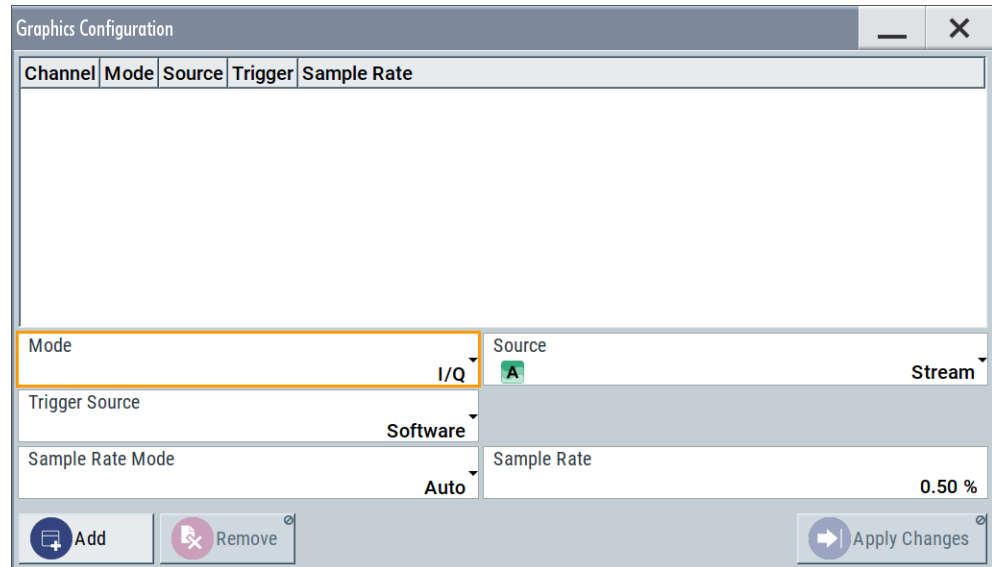 Graphics Configuration
Channel Mode Source Trigger Sample Rate
Mode
I/Q
Source
A Stream
Trigger Source
Software
Sample Rate Mode
Auto
Sample Rate
0.50 %
Add
Remove
Apply Changes